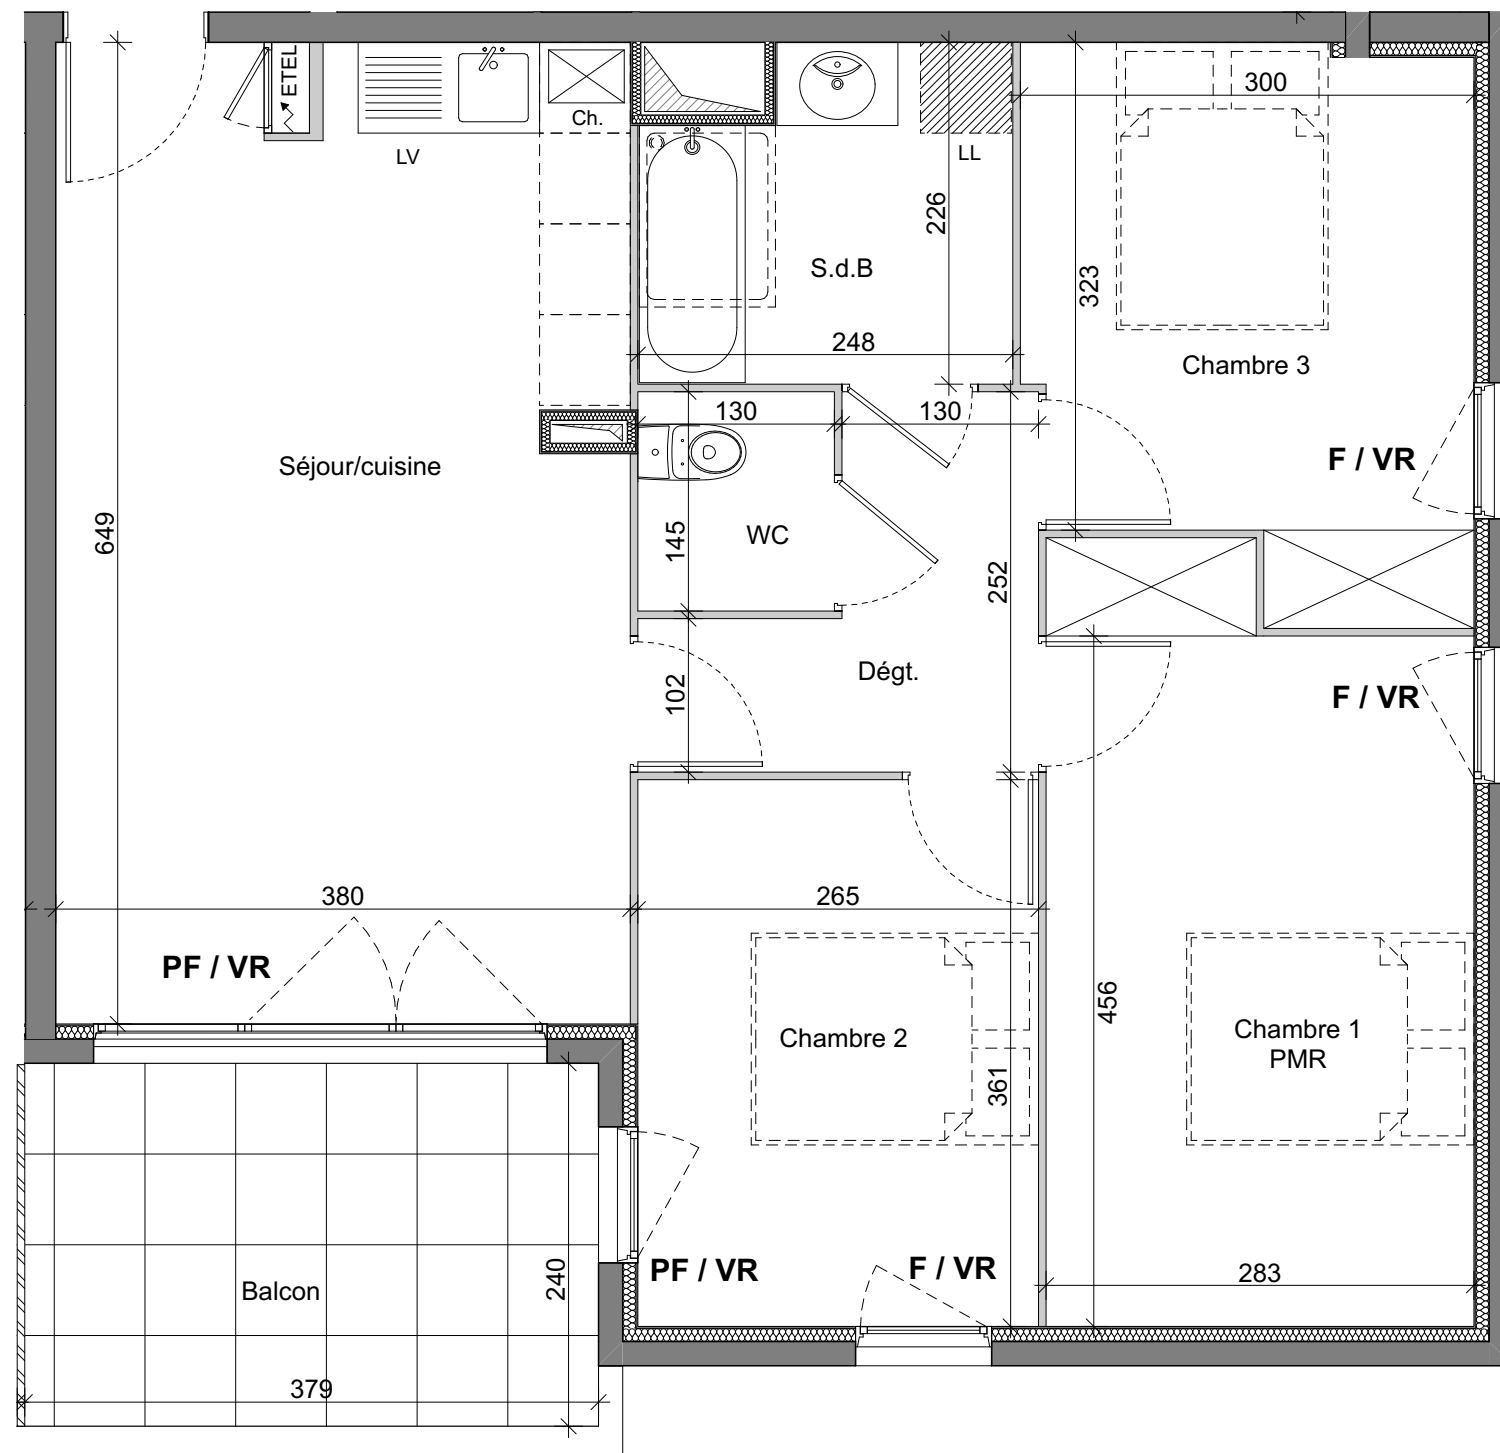 ETEL
LV
Ch.
LL
300
226
323
S.d.B
248
Chambre 3
130
130
F / VR
Séjour/cuisine
649
145
WC
252
102
Dégt.
F / VR
380
265
PF / VR
456
Chambre 2
361
Chambre 1
PMR
PF / VR
F / VR
283
Balcon
240
379